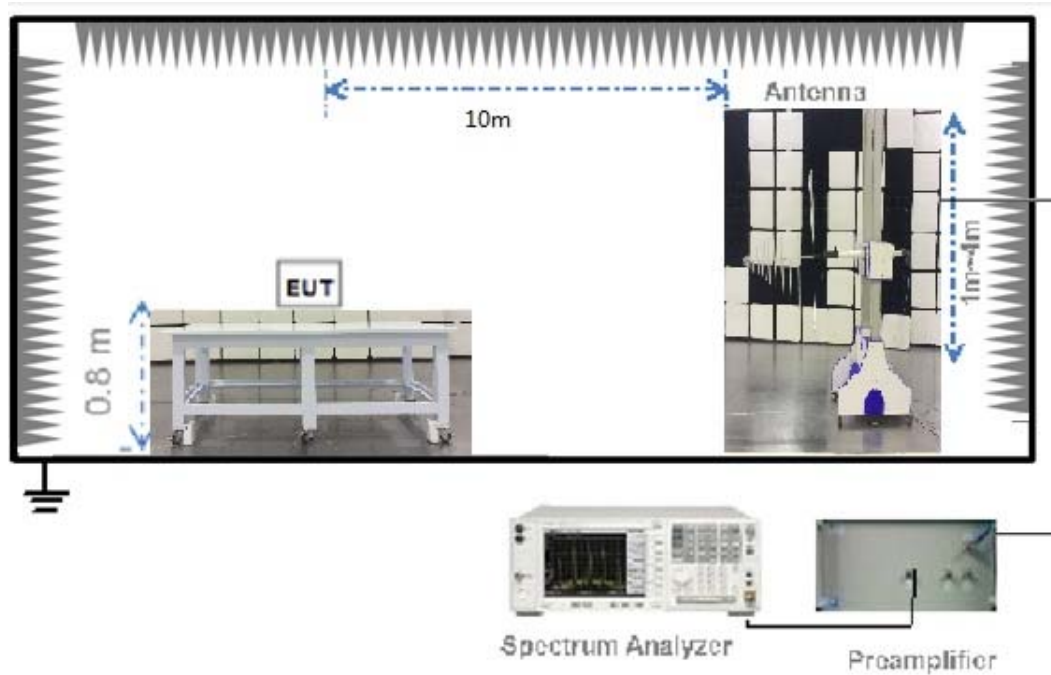 10m
Antenna
EUT
0.8 m
1m-4m
Spectrum Analyzer
Preamplifier